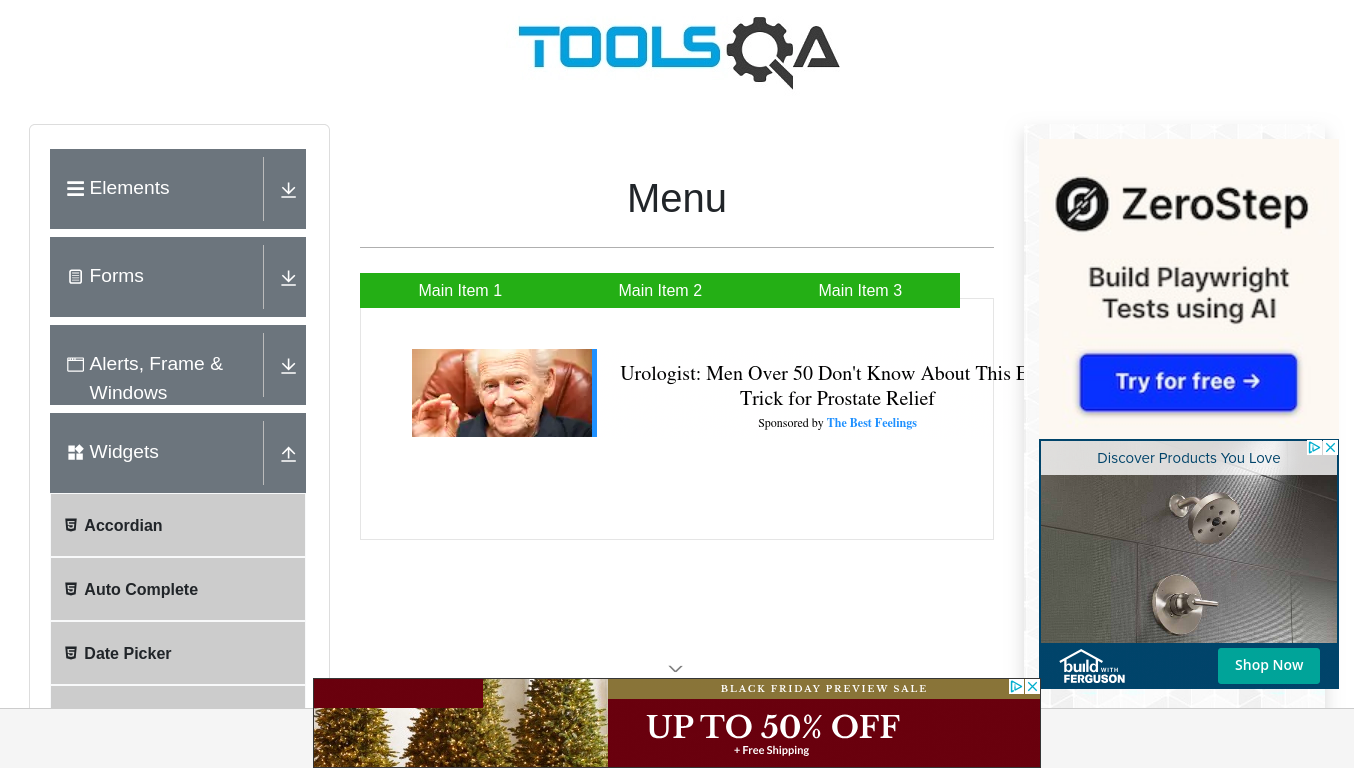 TOOLSQA
Elements
Forms
Alerts, Frame &
Windows
Widgets
Accordian
Auto Complete
Date Picker
Menu
Main Item 1
Main Item 2
Main Item 3
Urologist: Men Over 50 Don't Know About This
Trick for Prostate Relief
Sponsored by The Best Feelings
ZeroStep
Build Playwright
Tests using AI
Try for free →
Discover Products You Love
build WITH
FERGUSON
Shop Now
BLACK FRIDAY PREVIEW SALE
UP TO 50% OFF
+ Free Shipping